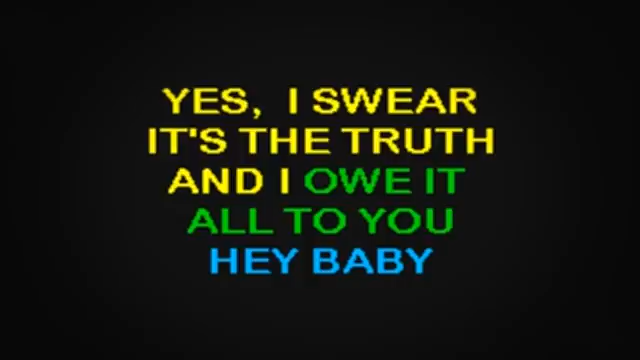 YES, I SWEAR
IT'S THE TRUTH
AND I OWE IT
ALL TO YOU
HEY BABY